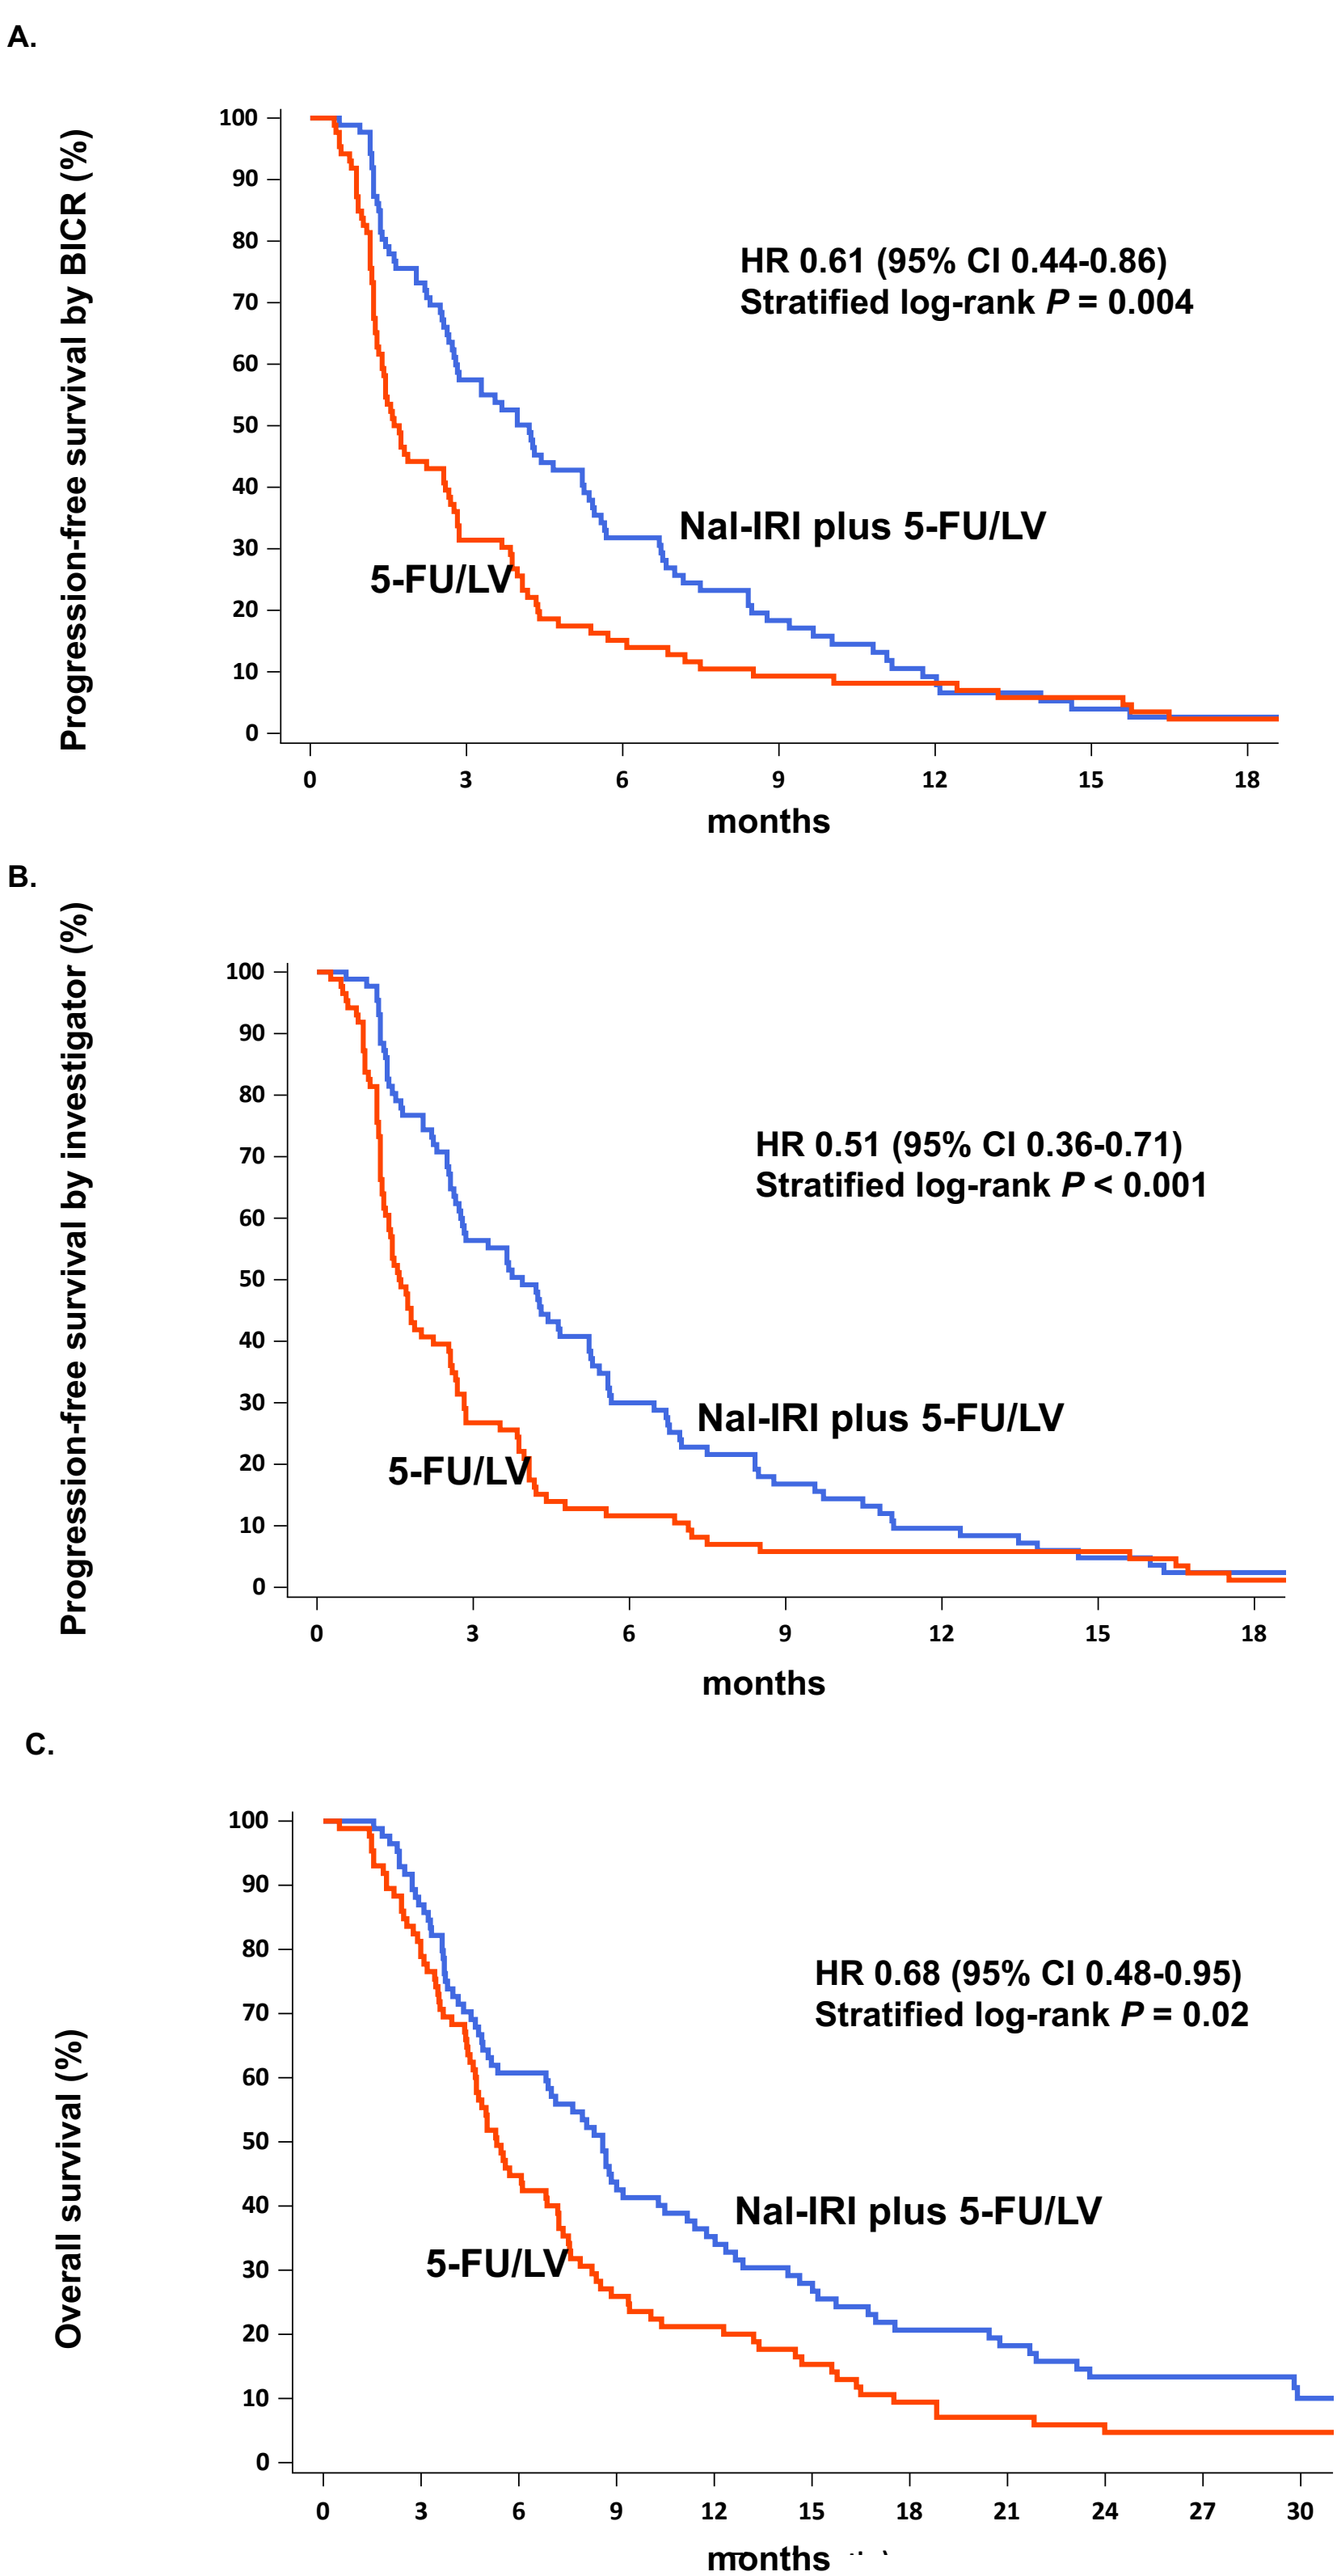 A.
Progression-free survival by BICR (%)
100
90
80
70
60
50
40
30
20
10
0
HR 0.61 (95% CI 0.44-0.86)
Stratified log-rank P = 0.004
Nal-IRI plus 5-FU/LV
5-FU/LV
0 3 6 9 12 15 18
months
B.
Progression-free survival by investigator (%)
100
90
80
70
60
50
40
30
20
10
0
HR 0.51 (95% CI 0.36-0.71)
Stratified log-rank P < 0.001
Nal-IRI plus 5-FU/LV
5-FU/LV
0 3 6 9 12 15 18
months
C.
Overall survival (%)
100
90
80
70
60
50
40
30
20
10
0
HR 0.68 (95% CI 0.48-0.95)
Stratified log-rank P = 0.02
Nal-IRI plus 5-FU/LV
5-FU/LV
0 3 6 9 12 15 18 21 24 27 30
months